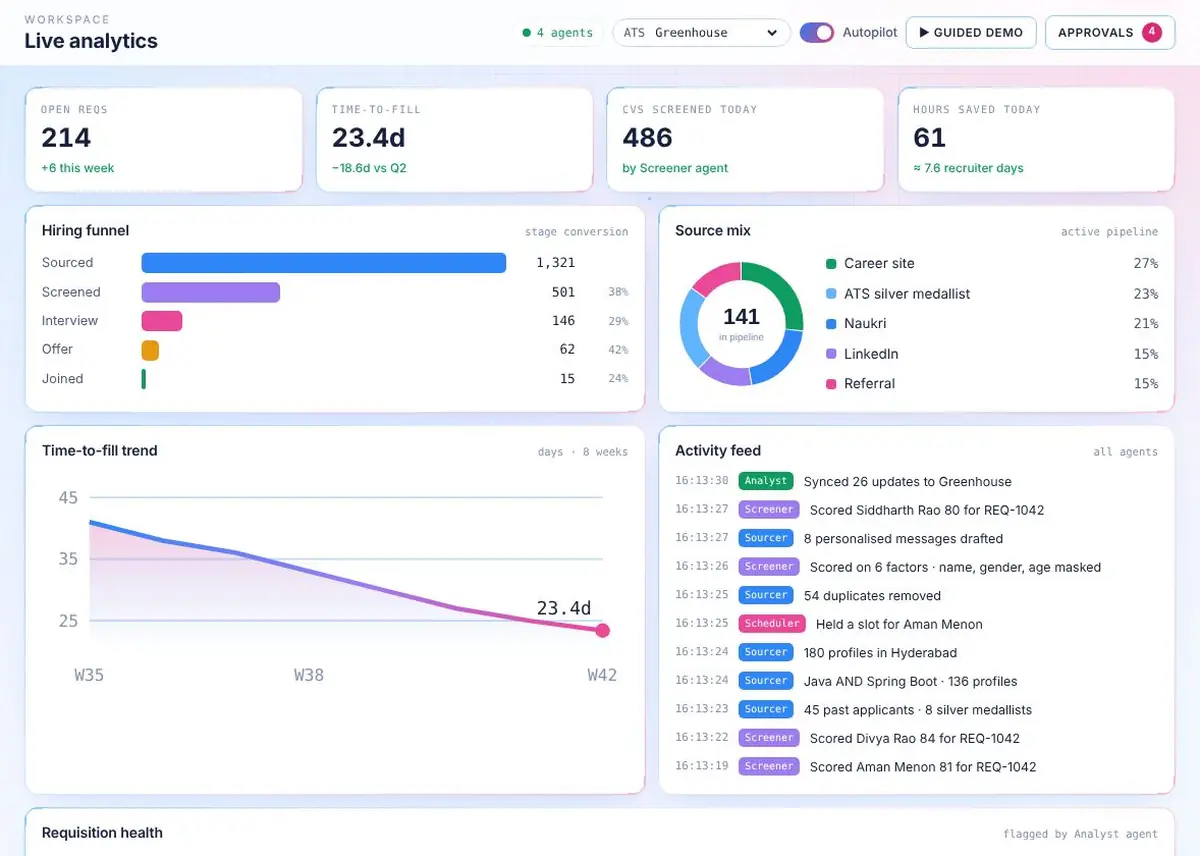 WORKSPACE
Live analytics
4 agents
ATS Greenhouse
Autopilot
▶ GUIDED DEMO
APPROVALS 4
OPEN REQS
214
+6 this week
TIME-TO-FILL
23.4d
−18.6d vs Q2
CVS SCREENED TODAY
486
by Screener agent
HOURS SAVED TODAY
61
≈ 7.6 recruiter days
Hiring funnel
stage conversion
Sourced 1,321
Screened 501 38%
Interview 146 29%
Offer 62 42%
Joined 15 24%
Source mix
active pipeline
141
in pipeline
Career site 27%
ATS silver medallist 23%
Naukri 21%
LinkedIn 15%
Referral 15%
Time-to-fill trend
days · 8 weeks
45
35
25
23.4d
W35 W38 W42
Activity feed
all agents
16:13:30 Analyst Synced 26 updates to Greenhouse
16:13:27 Screener Scored Siddharth Rao 80 for REQ-1042
16:13:27 Sourcer 8 personalised messages drafted
16:13:26 Screener Scored on 6 factors · name, gender, age masked
16:13:25 Sourcer 54 duplicates removed
16:13:25 Scheduler Held a slot for Aman Menon
16:13:24 Sourcer 180 profiles in Hyderabad
16:13:24 Sourcer Java AND Spring Boot · 136 profiles
16:13:23 Sourcer 45 past applicants · 8 silver medallists
16:13:22 Screener Scored Divya Rao 84 for REQ-1042
16:13:19 Screener Scored Aman Menon 81 for REQ-1042
Requisition health
flagged by Analyst agent